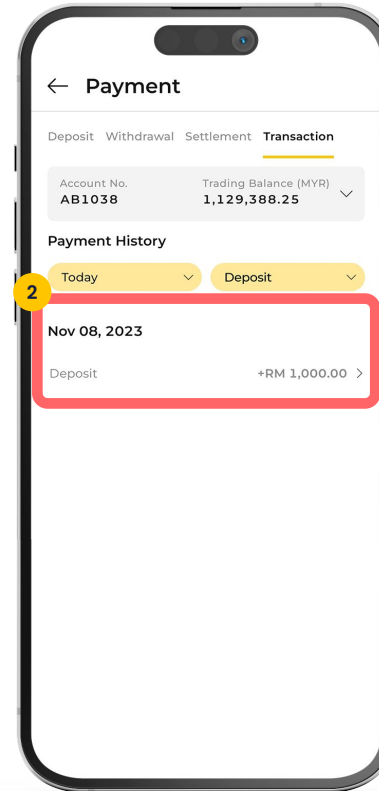 Payment
Deposit Withdrawal Settlement Transaction
Account No. Trading Balance (MYR)
AB1038 1,129,388.25
Payment History
Today Deposit
2
Nov 08, 2023
Deposit +RM 1,000.00